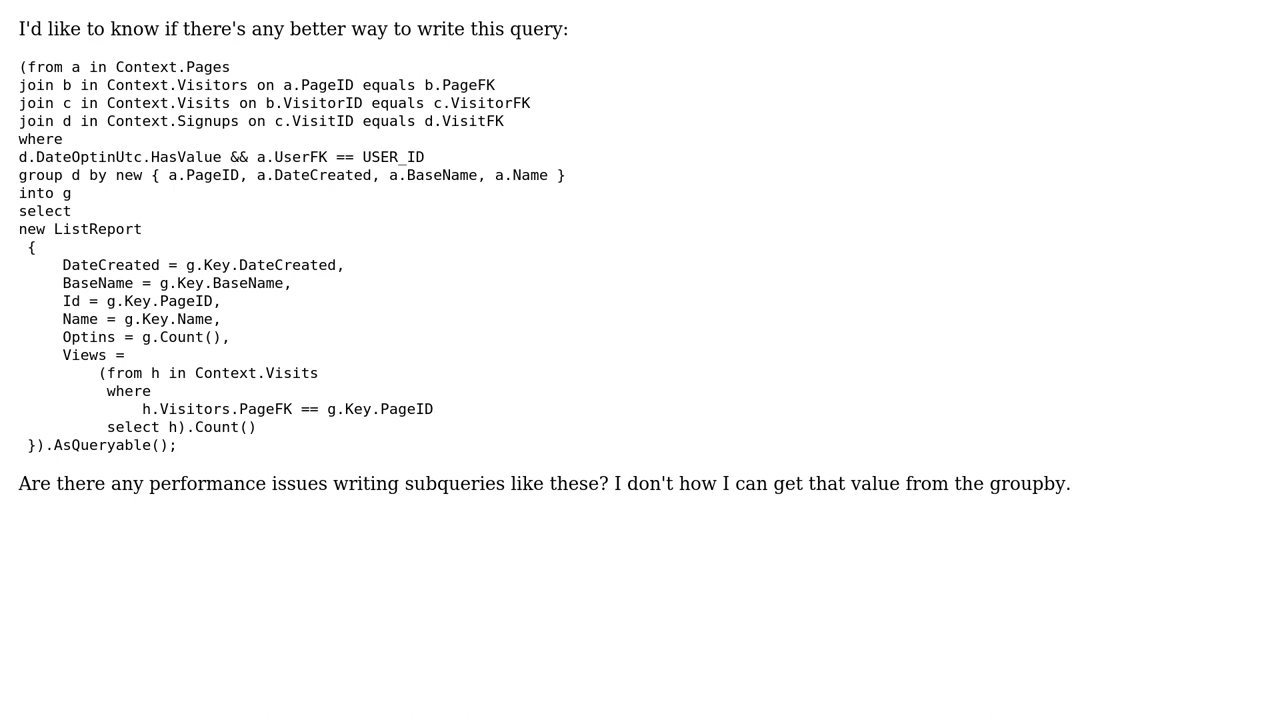 I'd like to know if there's any better way to write this query:
(from a in Context.Pages
join b in Context.Visitors on a.PageID equals b.PageFK
join c in Context.Visits on b.VisitorID equals c.VisitorFK
join d in Context.Signups on c.VisitID equals d.VisitFK
where
d.DateOptinUtc.HasValue && a.UserFK == USER_ID
group d by new { a.PageID, a.DateCreated, a.BaseName, a.Name }
into g
select
new ListReport
 {
     DateCreated = g.Key.DateCreated,
     BaseName = g.Key.BaseName,
     Id = g.Key.PageID,
     Name = g.Key.Name,
     Optins = g.Count(),
     Views =
         (from h in Context.Visits
          where
              h.Visitors.PageFK == g.Key.PageID
          select h).Count()
 }).AsQueryable();
Are there any performance issues writing subqueries like these? I don't how I can get that value from the groupby.